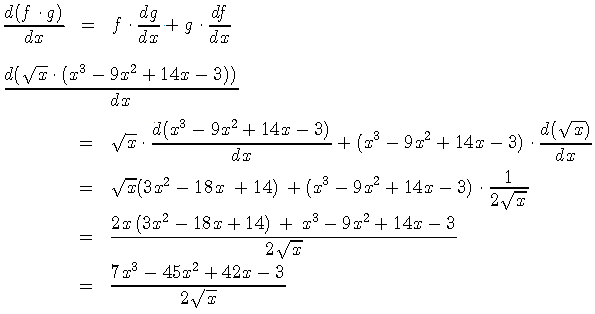 d(f · g)/dx = f · dg/dx + g · df/dx
d(√x · (x³ − 9x² + 14x − 3))/dx
= √x · d(x³ − 9x² + 14x − 3)/dx + (x³ − 9x² + 14x − 3) · d(√x)/dx
= √x(3x² − 18x + 14) + (x³ − 9x² + 14x − 3) · 1/(2√x)
= (2x (3x² − 18x + 14) + x³ − 9x² + 14x − 3)/(2√x)
= (7x³ − 45x² + 42x − 3)/(2√x)